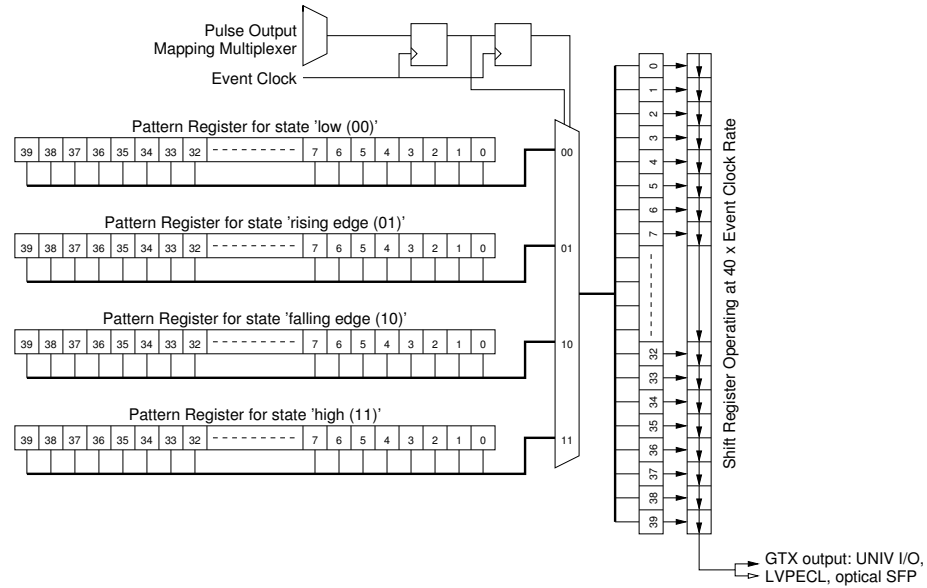 Pulse Output
Mapping Multiplexer
Event Clock
Pattern Register for state 'low (00)'
39 38 37 36 35 34 33 32 7 6 5 4 3 2 1 0
00
Pattern Register for state 'rising edge (01)'
39 38 37 36 35 34 33 32 7 6 5 4 3 2 1 0
01
Pattern Register for state 'falling edge (10)'
39 38 37 36 35 34 33 32 7 6 5 4 3 2 1 0
10
Pattern Register for state 'high (11)'
39 38 37 36 35 34 33 32 7 6 5 4 3 2 1 0
11
0
1
2
3
4
5
6
7
32
33
34
35
36
37
38
39
Shift Register Operating at 40 x Event Clock Rate
GTX output: UNIV I/O,
LVPECL, optical SFP